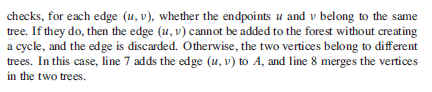 checks, for each edge (u, v), whether the endpoints u and v belong to the same
tree. If they do, then the edge (u, v) cannot be added to the forest without creating
a cycle, and the edge is discarded. Otherwise, the two vertices belong to different
trees. In this case, line 7 adds the edge (u, v) to A, and line 8 merges the vertices
in the two trees.